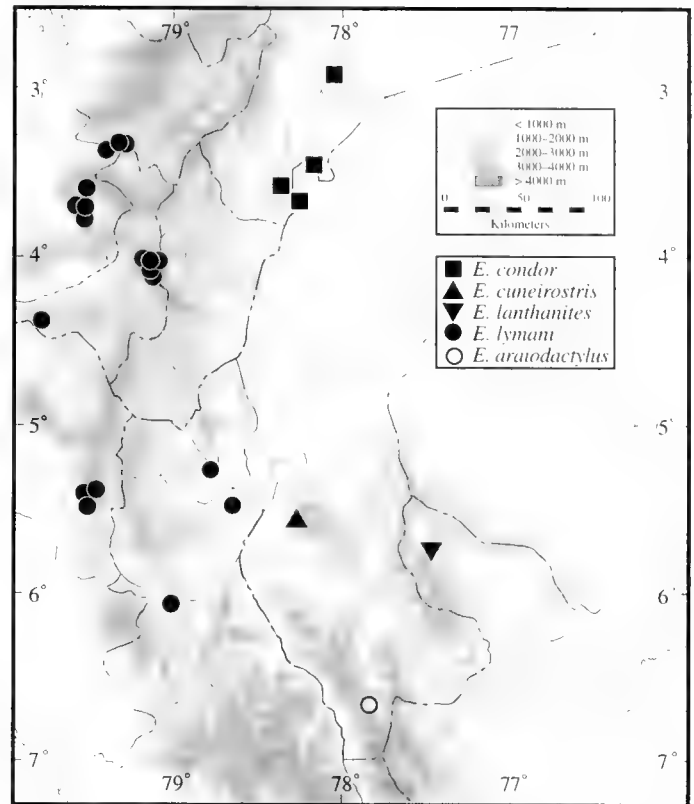 79° 78° 77
3° 3
< 1000 m
1000–2000 m
2000–3000 m
3000–4000 m
> 4000 m
0 50 100
Kilometers
4° 4°
E. condor
E. cuneirostris
E. lanthanites
E. lymani
E. araiodactylus
5° 5
6° 6
7° 7°
79° 78° 77°